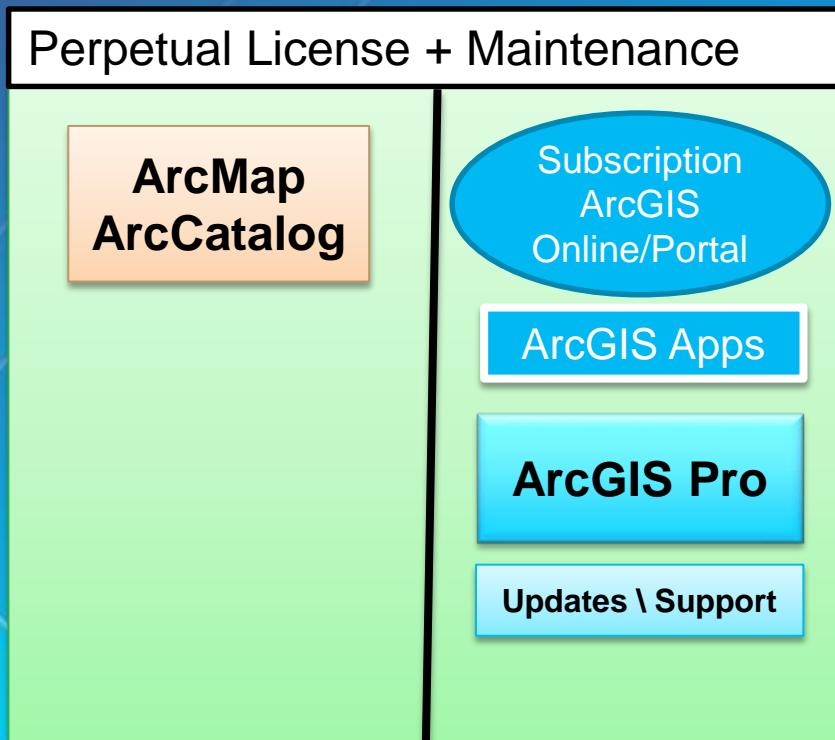 Perpetual License + Maintenance
ArcMap
ArcCatalog
Subscription
ArcGIS
Online/Portal
ArcGIS Apps
ArcGIS Pro
Updates \ Support